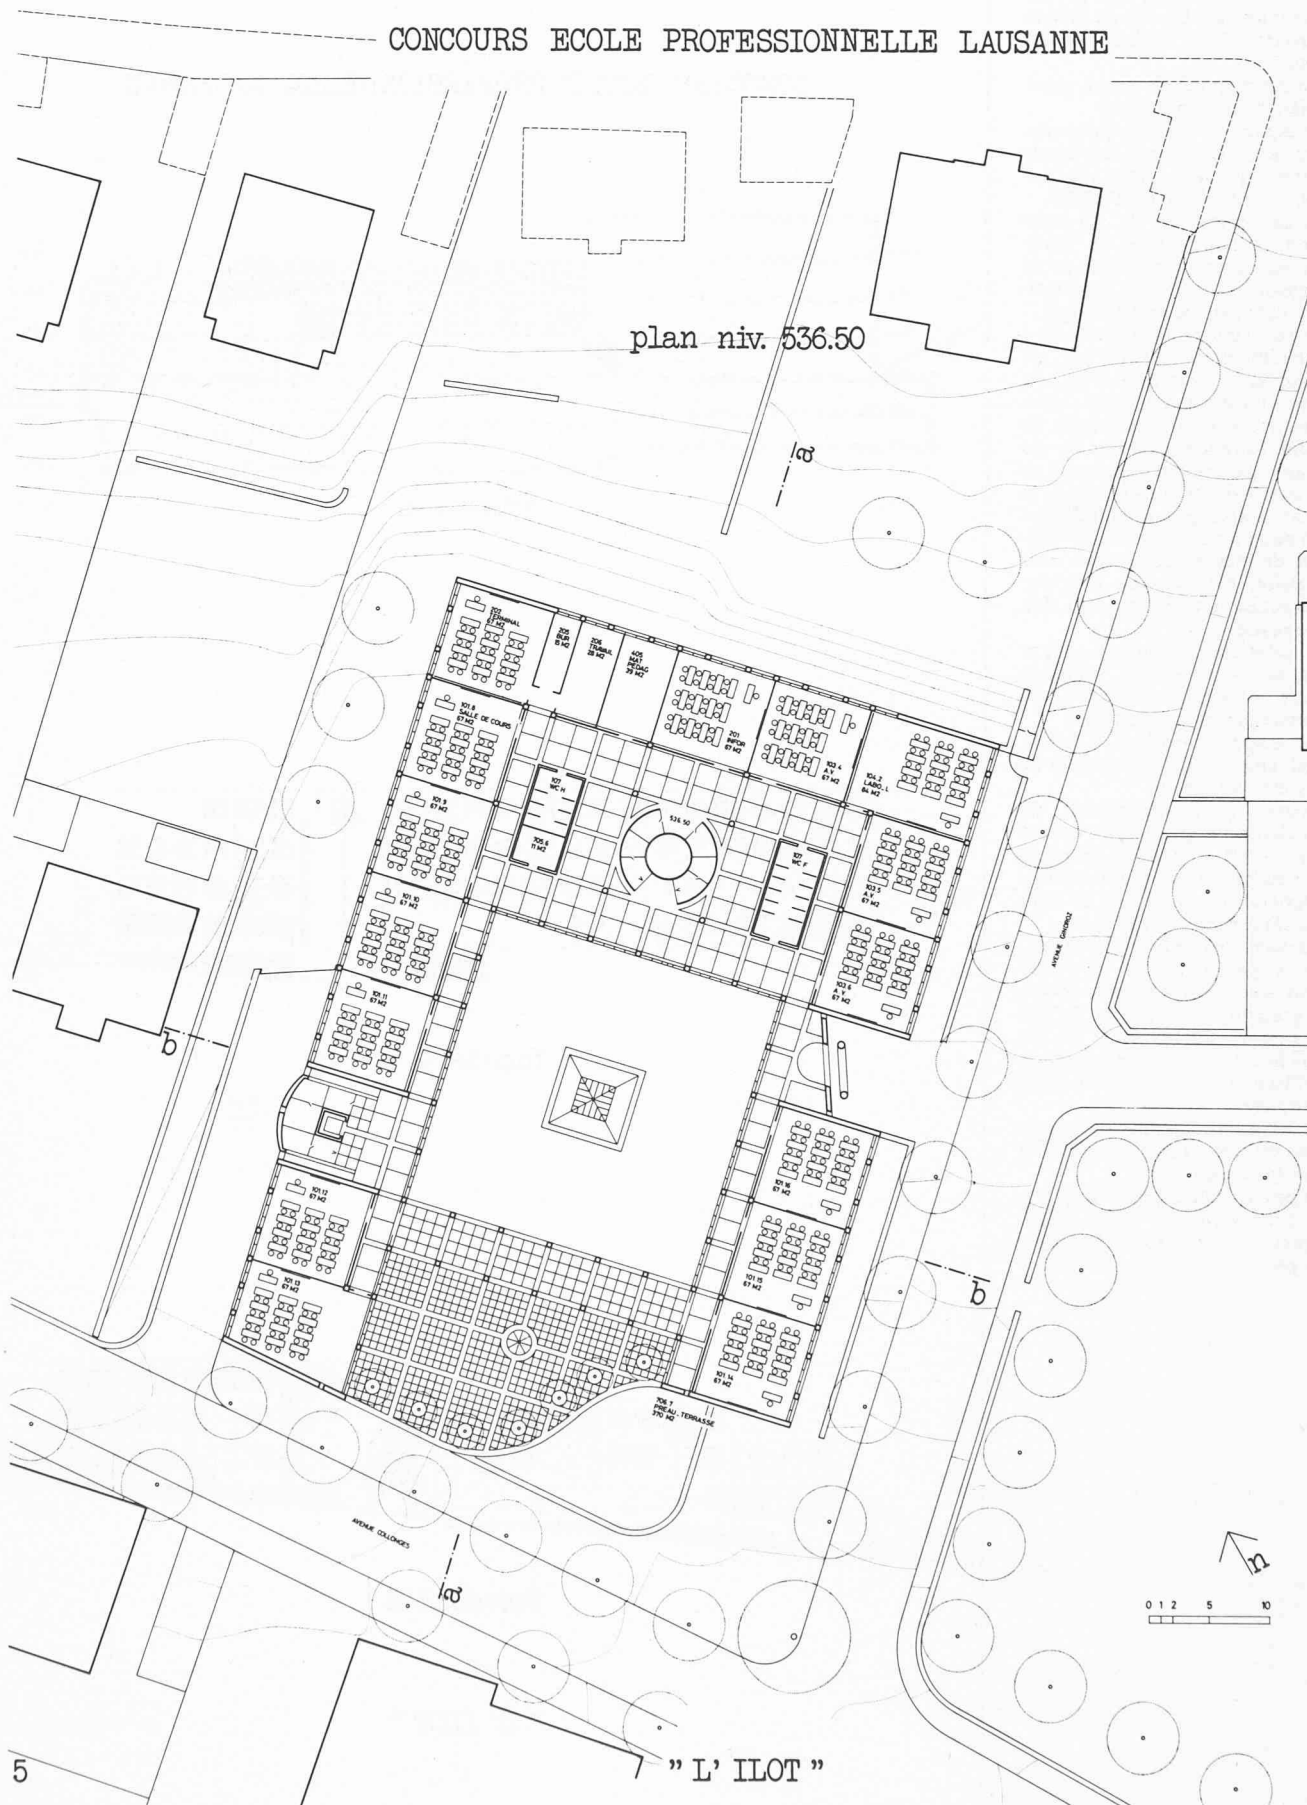 CONCOURS ECOLE PROFESSIONNELLE LAUSANNE
plan niv. 536.50
a
202
TERMINAL
67 M2
205
BUR
15 M2
206
TRAVAIL
28 M2
405
MAT
PEDAG
39 M2
101.8
SALLE DE COURS
67 M2
201
INFOR
67 M2
103.4
A.V
67 M2
104.2
LABO. L
84 M2
107
WC H
101.9
67 M2
536.50
705.6
11 M2
107
WC F
103.5
A.V
67 M2
101.10
67 M2
AVENUE GINDROZ
103.6
A.V
67 M2
101.11
67 M2
b
101.12
67 M2
101.16
67 M2
101.13
67 M2
101.15
67 M2
b
101.14
67 M2
706.7
PREAU. TERRASSE
370 M2
AVENUE COLLONGES
a
n
0 1 2 5 10
5
" L' ILOT "